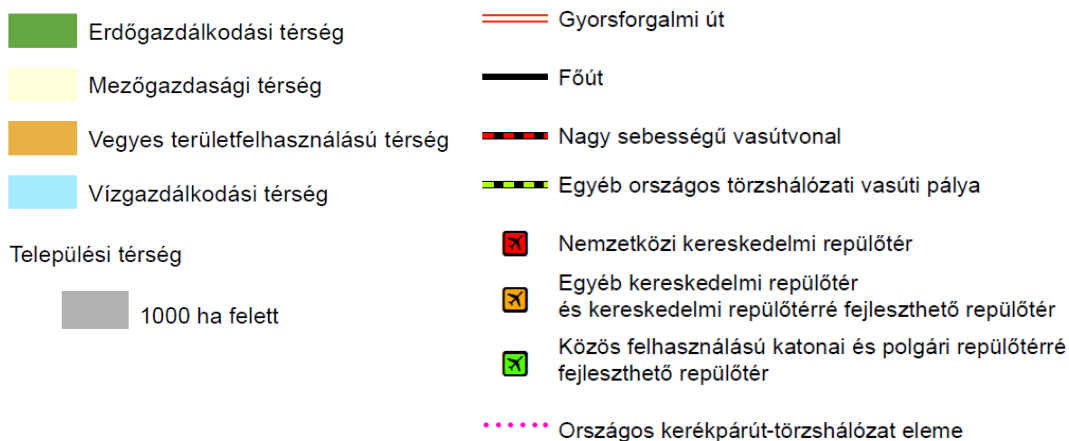 Erdőgazdálkodási térség
Mezőgazdasági térség
Vegyes területfelhasználású térség
Vízgazdálkodási térség
Települési térség
1000 ha felett
Gyorsforgalmi út
Főút
Nagy sebességű vasútvonal
Egyéb országos törzshálózati vasúti pálya
Nemzetközi kereskedelmi repülőtér
Egyéb kereskedelmi repülőtér
és kereskedelmi repülőtérré fejleszthető repülőtér
Közös felhasználású katonai és polgári repülőtérré
fejleszthető repülőtér
Országos kerékpárút-törzshálózat eleme